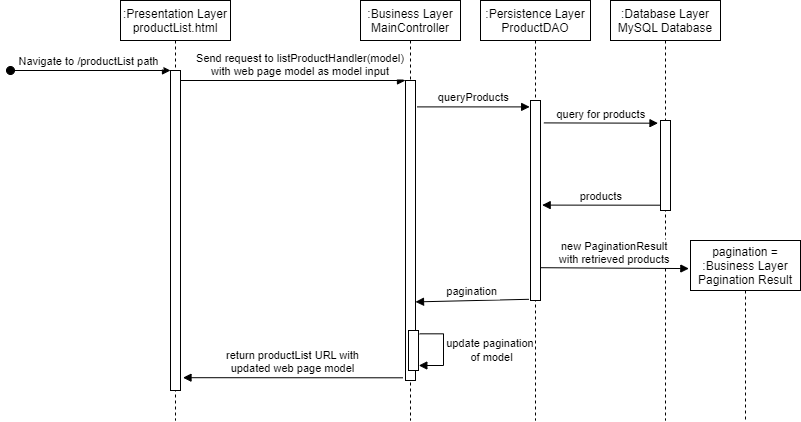 :Presentation Layer
productList.html
:Business Layer
MainController
:Persistence Layer
ProductDAO
:Database Layer
MySQL Database
Navigate to /productList path
Send request to listProductHandler(model)
with web page model as model input
queryProducts
query for products
products
new PaginationResult
with retrieved products
pagination =
:Business Layer
Pagination Result
pagination
update pagination
of model
return productList URL with
updated web page model